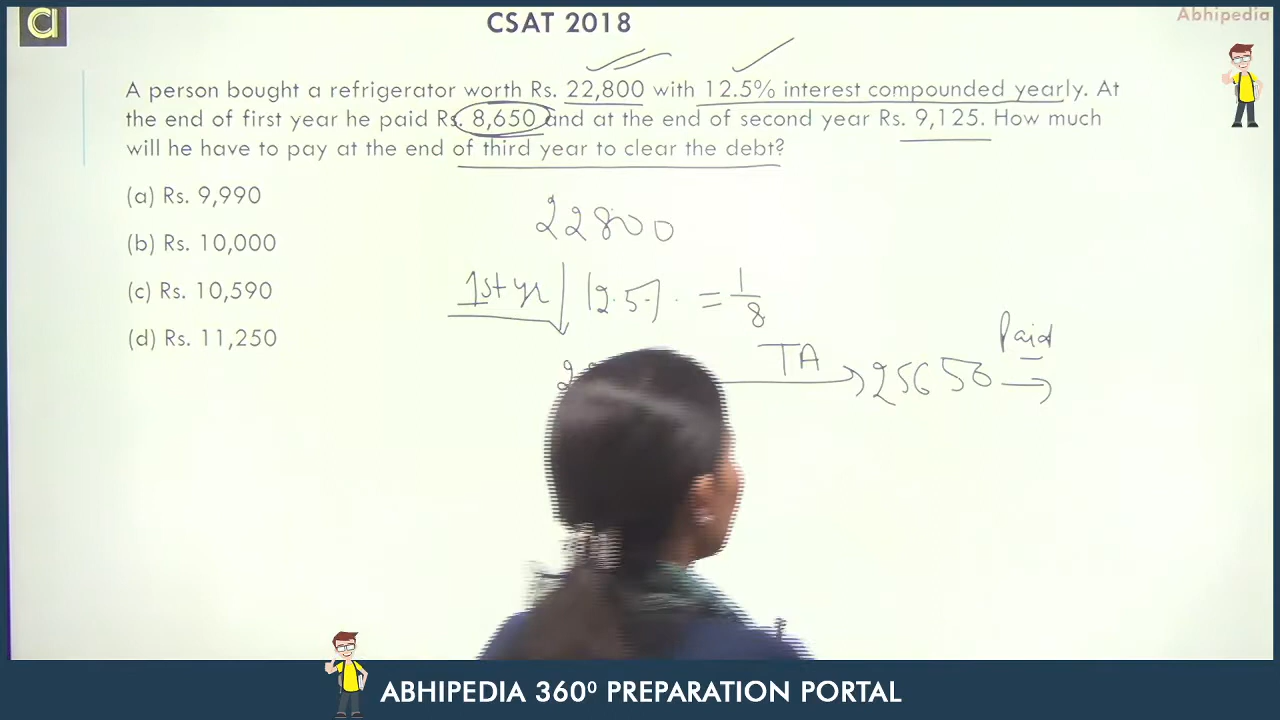 CSAT 2018
Abhipedia
A person bought a refrigerator worth Rs. 22,800 with 12.5% interest compounded yearly. At
the end of first year he paid Rs. 8,650 and at the end of second year Rs. 9,125. How much
will he have to pay at the end of third year to clear the debt?
(a) Rs. 9,990
(b) Rs. 10,000
(c) Rs. 10,590
(d) Rs. 11,250
22800
1st yr 12.5% = 1/8
TA 25650 Paid
ABHIPEDIA 360⁰ PREPARATION PORTAL